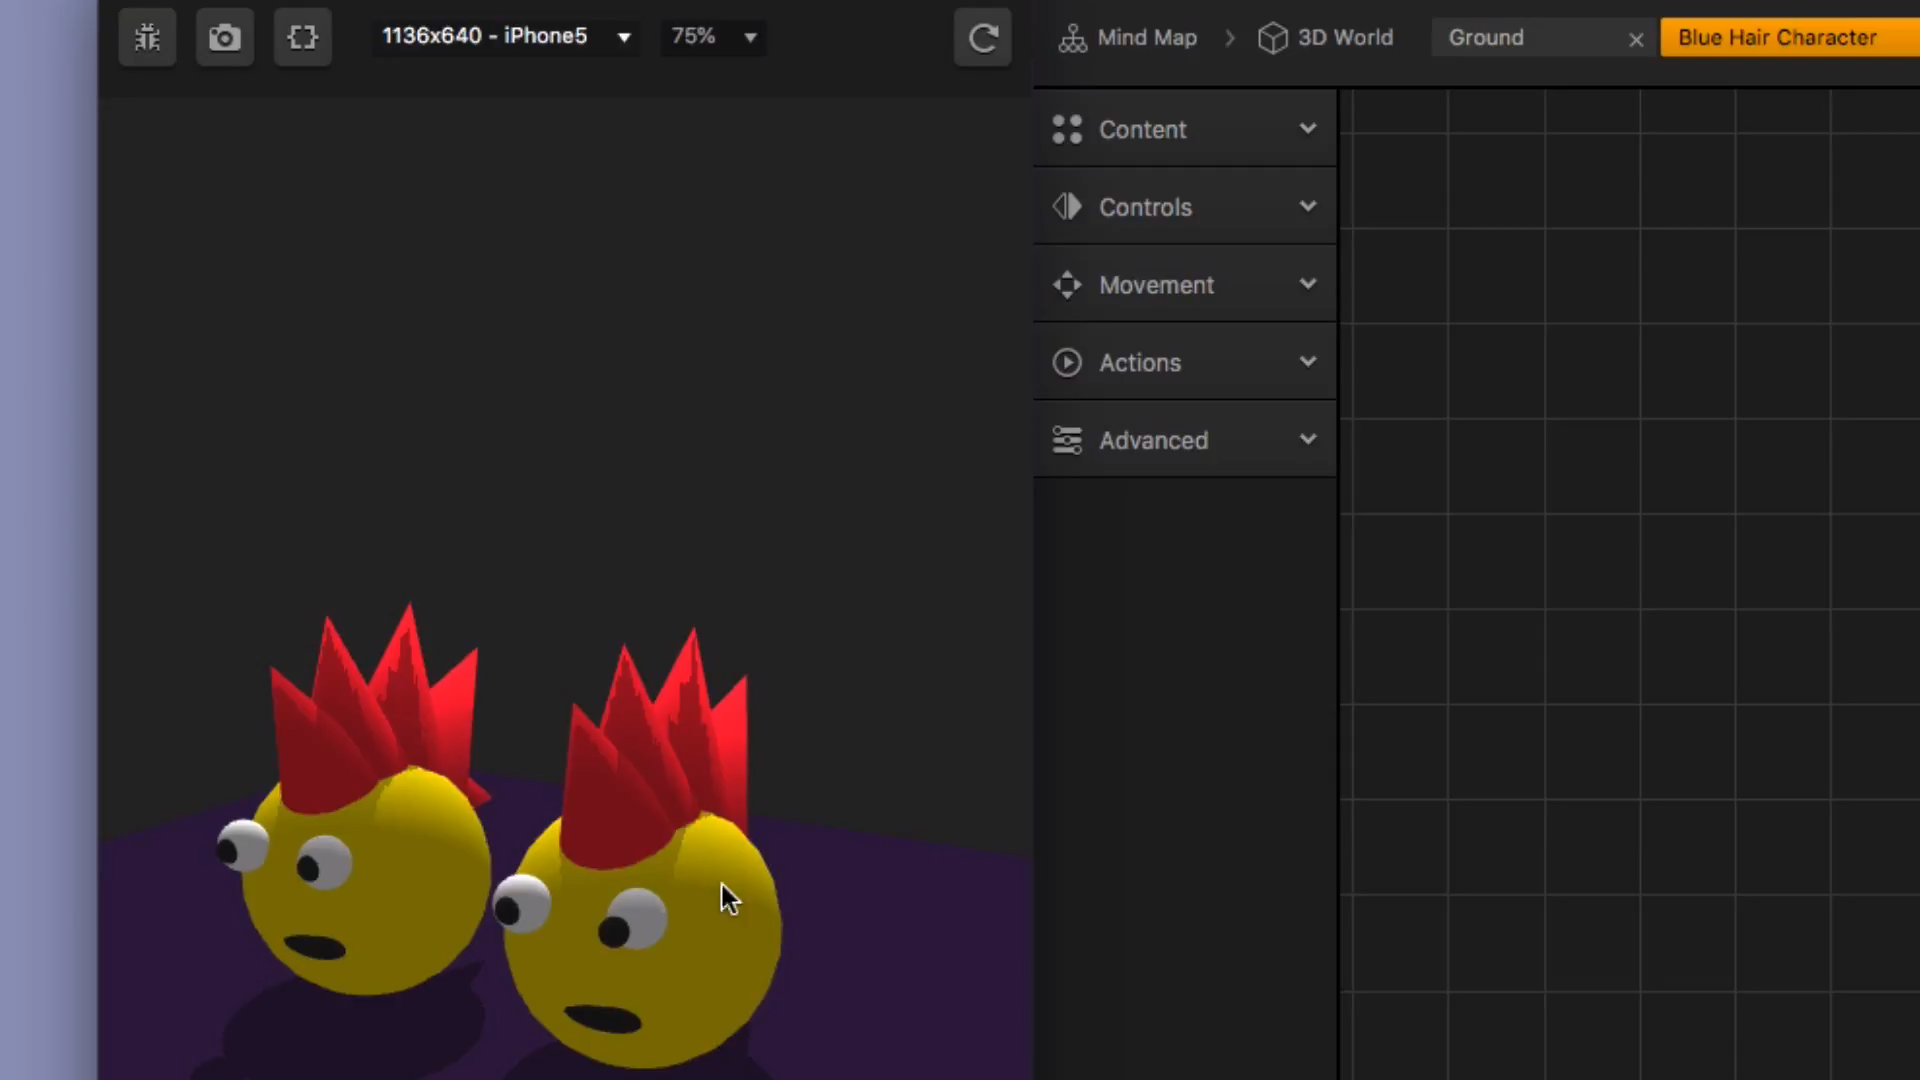 1136x640 - iPhone5
75%
Mind Map
3D World
Ground
Blue Hair Character
Content
Controls
Movement
Actions
Advanced